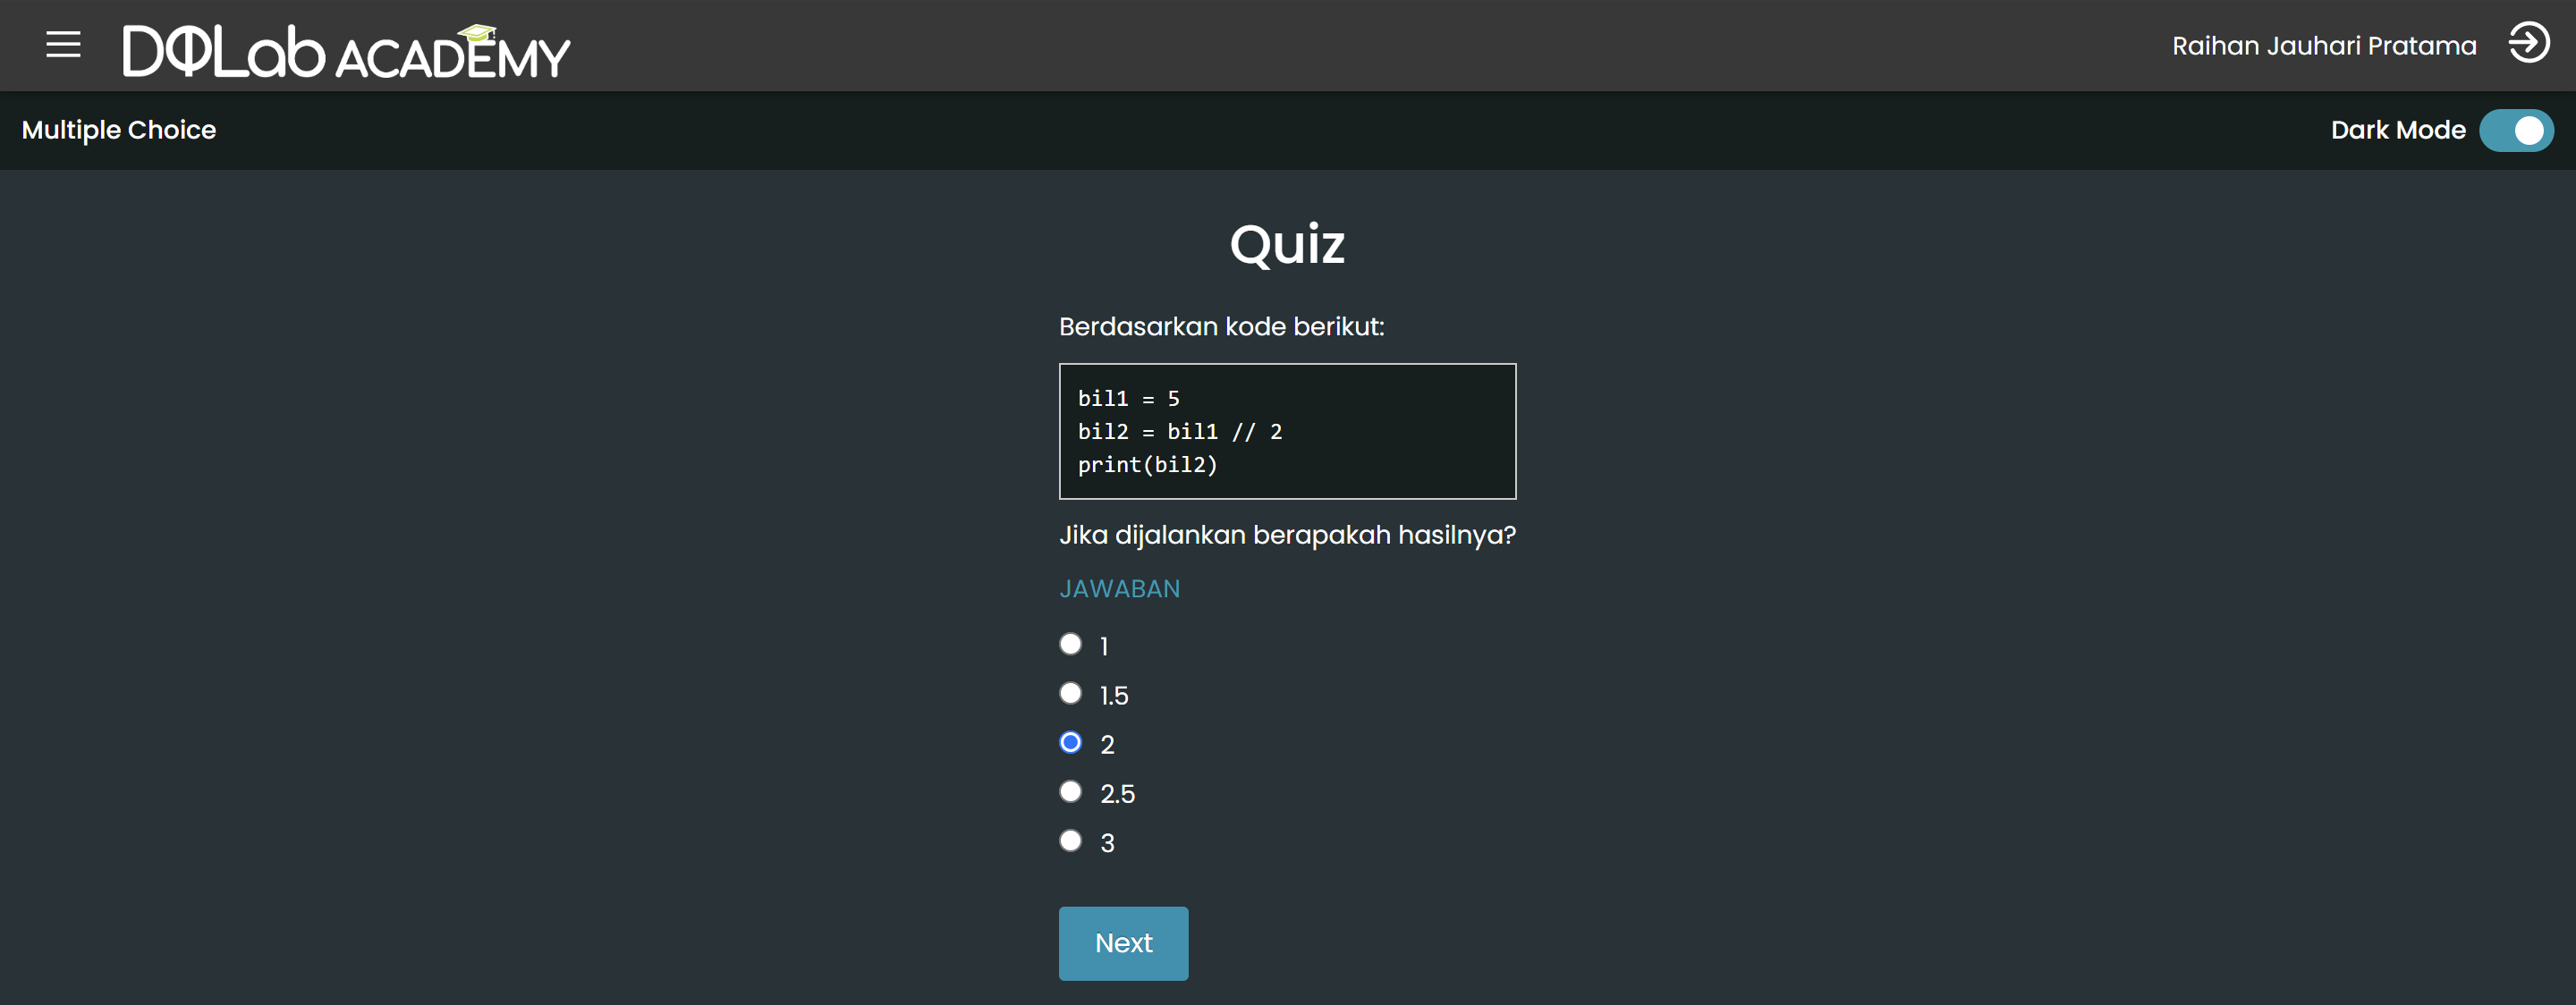 DQLab ACADEMY
Raihan Jauhari Pratama
Multiple Choice
Dark Mode
Quiz
Berdasarkan kode berikut:
bil1 = 5
bil2 = bil1 // 2
print(bil2)
Jika dijalankan berapakah hasilnya?
JAWABAN
1
1.5
2
2.5
3
Next